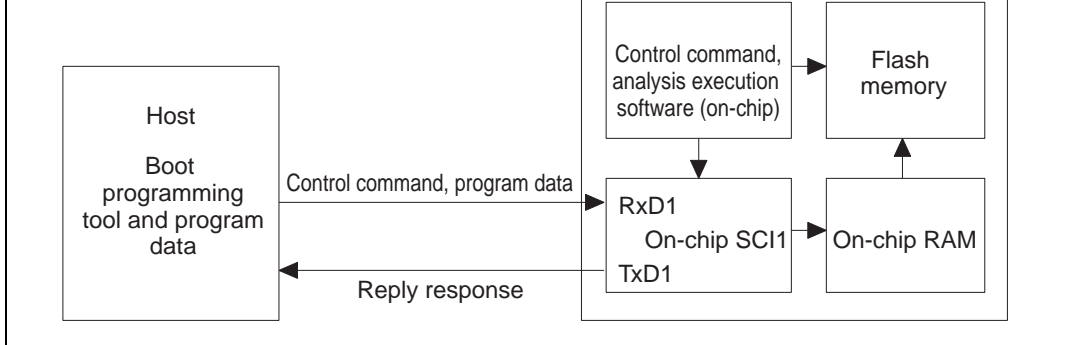 Host
Boot
programming
tool and program
data
Control command, program data
Reply response
Control command,
analysis execution
software (on-chip)
Flash
memory
RxD1
On-chip SCI1
TxD1
On-chip RAM